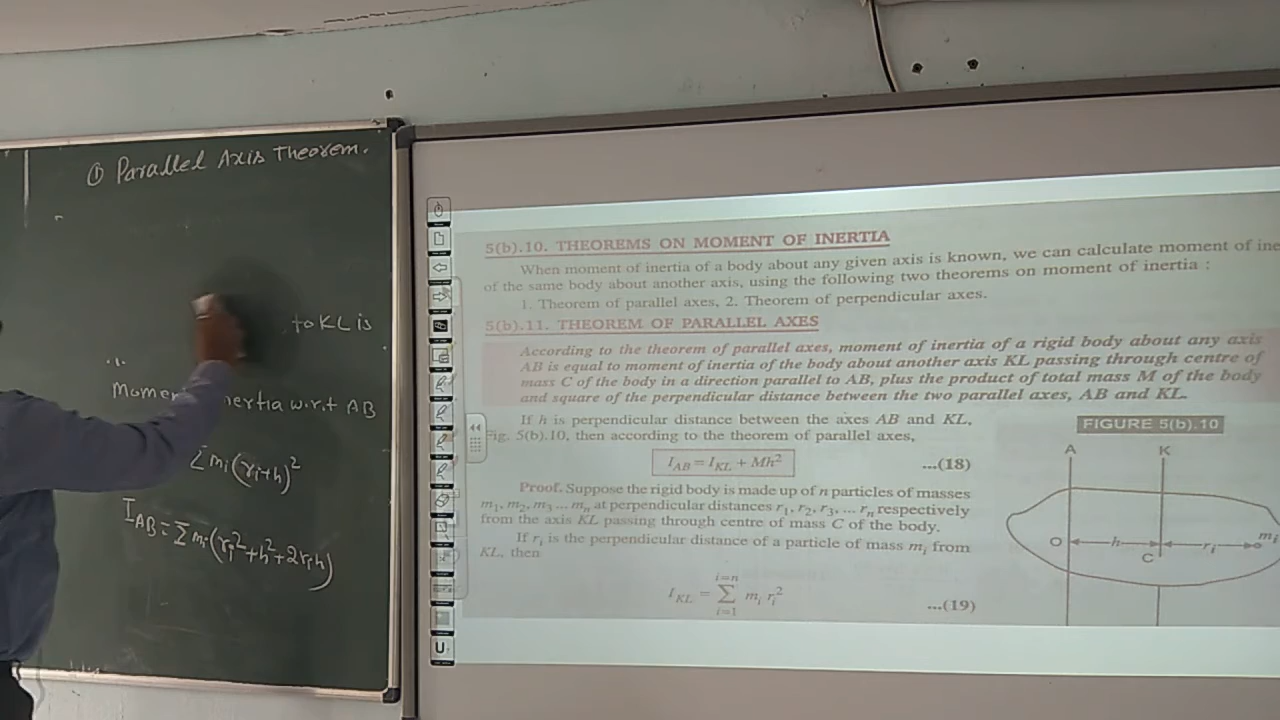 ① Parallel Axis Theorem.
to KL is
∴
Momen nertia w.r.t AB
Σ mi(ri+h)²
I_AB = Σ mi(ri²+h²+2rih)
5(b).10. THEOREMS ON MOMENT OF INERTIA
When moment of inertia of a body about any given axis is known, we can calculate moment of ine
of the same body about another axis, using the following two theorems on moment of inertia :
1. Theorem of parallel axes, 2. Theorem of perpendicular axes.
5(b).11. THEOREM OF PARALLEL AXES
According to the theorem of parallel axes, moment of inertia of a rigid body about any axis
AB is equal to moment of inertia of the body about another axis KL passing through centre of
mass C of the body in a direction parallel to AB, plus the product of total mass M of the body
and square of the perpendicular distance between the two parallel axes, AB and KL.
If h is perpendicular distance between the axes AB and KL,
Fig. 5(b).10, then according to the theorem of parallel axes,
I_AB = I_KL + Mh² ...(18)
Proof. Suppose the rigid body is made up of n particles of masses
m₁, m₂, m₃ ... mₙ at perpendicular distances r₁, r₂, r₃, ... rₙ respectively
from the axis KL passing through centre of mass C of the body.
If rᵢ is the perpendicular distance of a particle of mass mᵢ from
KL, then
i=n
I_KL = Σ mᵢ rᵢ² ...(19)
i=1
FIGURE 5(b).10
A K
O h C rᵢ mᵢ
U